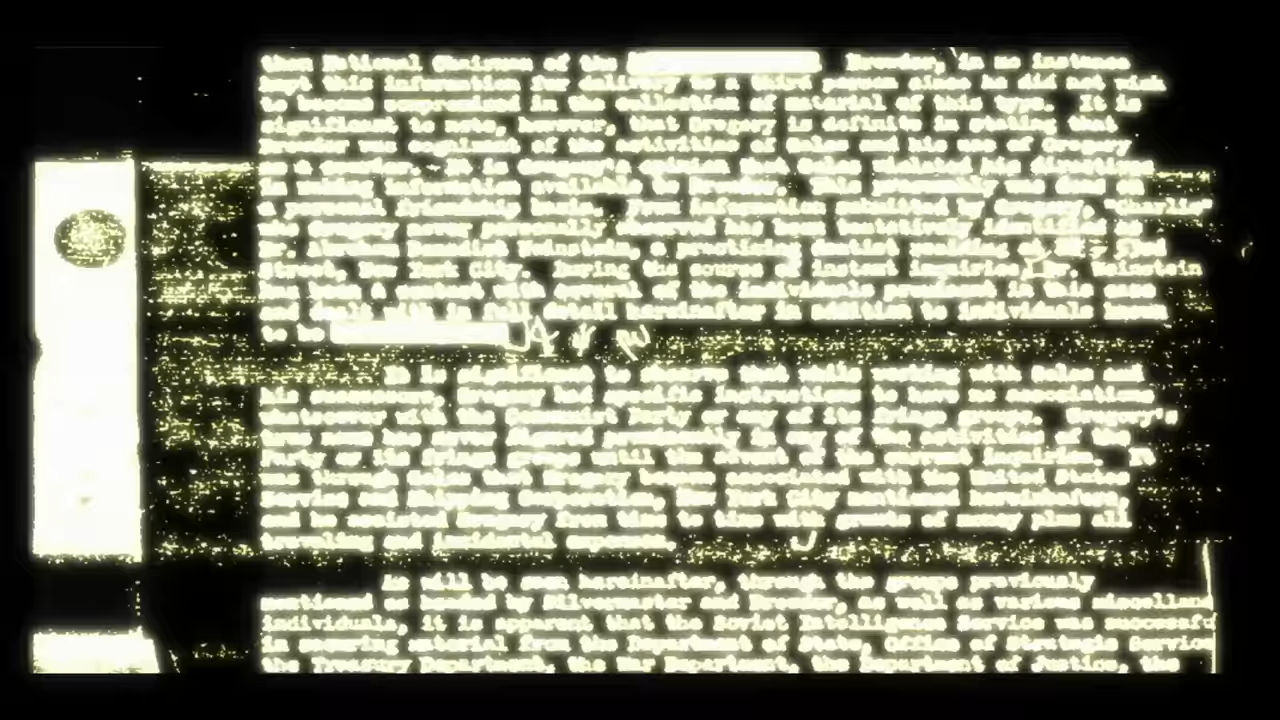 then National Chairman of the Browder, in no instance
kept this information for delivery to a third person since he did not wish
to become compromised in the collection of material of this type. It is
significant to note, however, that Gregory is definite in stating that
Browder was cognizant of the activities of Golos and his use of Gregory
as a It is Gregory's opinion that Golos violated his directives
in making information available to Browder. This presumably was done on
a personal friendship basis. From information submitted by Gregory, "Charlie"
Gregory never personally observed has been tentatively identified as
Dr. Abraham Benedict Weinstein, a practicing dentist residing at
Street, New York City. During the course of instant inquiries, Dr. Weinstein
has been in contact with several of the individuals prominent in this case
and dealt with in full detail hereinafter in addition to individuals known
to be
It is significant to observe that while working with Golos and
his successors, Gregory had specific instructions to have no associations
whatsoever with the Communist Party or any of its fringe groups. Gregory's
name has never figured prominently in any of the activities of the
Party or its fringe groups until the advent of the current inquiries. It
was through Golos that Gregory became associated with the United States
Service and Shipping Corporation, New York City mentioned hereinbefore,
and he assisted Gregory from time to time with grants of money plus all
travelling and incidental expenses.
As will be seen hereinafter, through the groups previously
mentioned as headed by Silvermaster and Browder, as well as various miscellan
individuals, it is apparent that the Soviet Intelligence Service was successfu
in securing material from the Department of State, Office of Strategic Service
the Treasury Department, the War Department, the Department of Justice, the